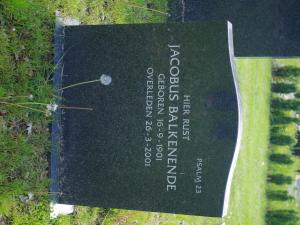 PSALM 23
HIER RUST
JACOBUS BALKENENDE
GEBOREN 16-9-1901
OVERLEDEN 26-3-2001